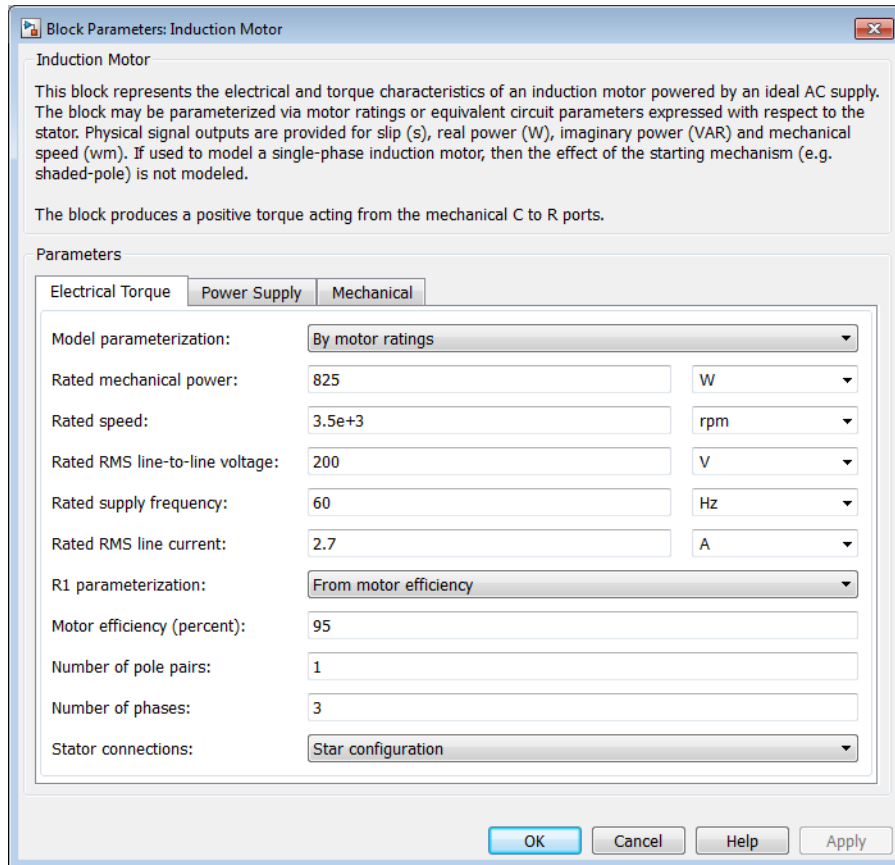 Block Parameters: Induction Motor
Induction Motor
This block represents the electrical and torque characteristics of an induction motor powered by an ideal AC supply.
The block may be parameterized via motor ratings or equivalent circuit parameters expressed with respect to the
stator. Physical signal outputs are provided for slip (s), real power (W), imaginary power (VAR) and mechanical
speed (wm). If used to model a single-phase induction motor, then the effect of the starting mechanism (e.g.
shaded-pole) is not modeled.
The block produces a positive torque acting from the mechanical C to R ports.
Parameters
Electrical Torque Power Supply Mechanical
Model parameterization: By motor ratings
Rated mechanical power: 825 W
Rated speed: 3.5e+3 rpm
Rated RMS line-to-line voltage: 200 V
Rated supply frequency: 60 Hz
Rated RMS line current: 2.7 A
R1 parameterization: From motor efficiency
Motor efficiency (percent): 95
Number of pole pairs: 1
Number of phases: 3
Stator connections: Star configuration
OK Cancel Help Apply